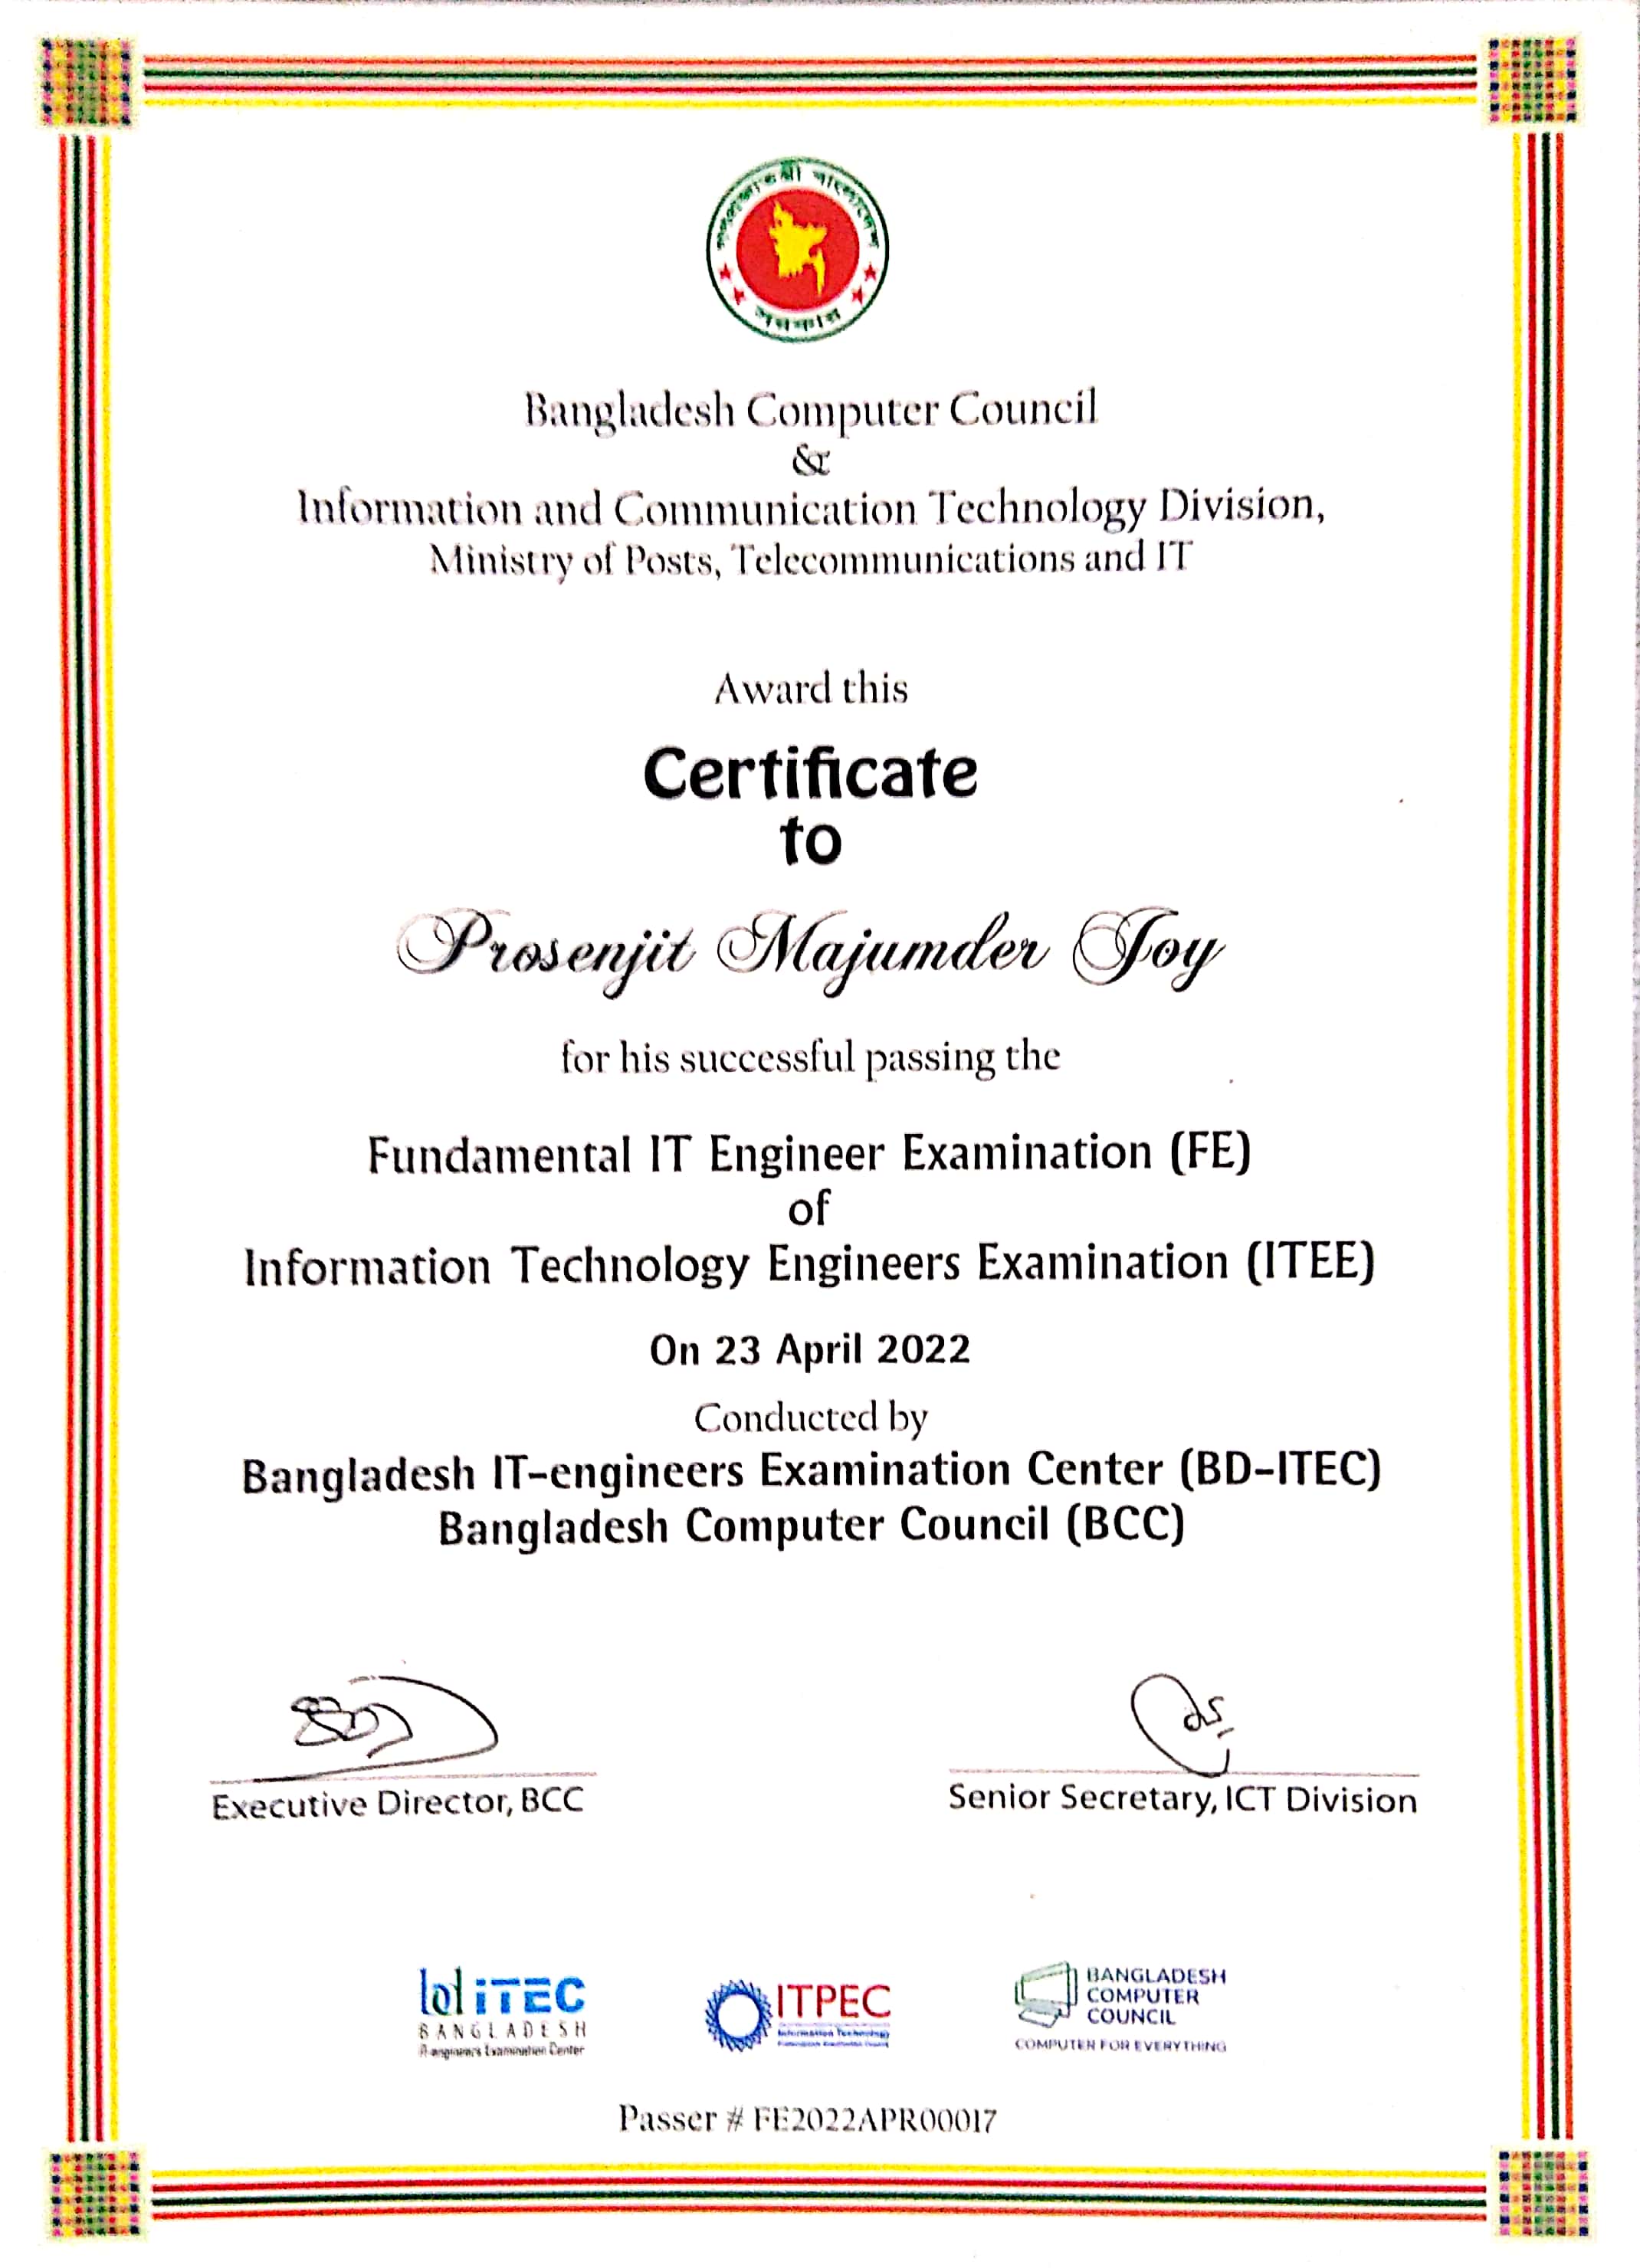 গণপ্রজাতন্ত্রী বাংলাদেশ
সরকার
Bangladesh Computer Council
&
Information and Communication Technology Division,
Ministry of Posts, Telecommunications and IT
Award this
Certificate
to
Prosenjit Majumder Joy
for his successful passing the
Fundamental IT Engineer Examination (FE)
of
Information Technology Engineers Examination (ITEE)
On 23 April 2022
Conducted by
Bangladesh IT-engineers Examination Center (BD-ITEC)
Bangladesh Computer Council (BCC)
Executive Director, BCC
Senior Secretary, ICT Division
bd iTEC
BANGLADESH
IT-engineers Examination Center
ITPEC
Information Technology
BANGLADESH
COMPUTER
COUNCIL
COMPUTER FOR EVERYTHING
Passer # FE2022APR00017